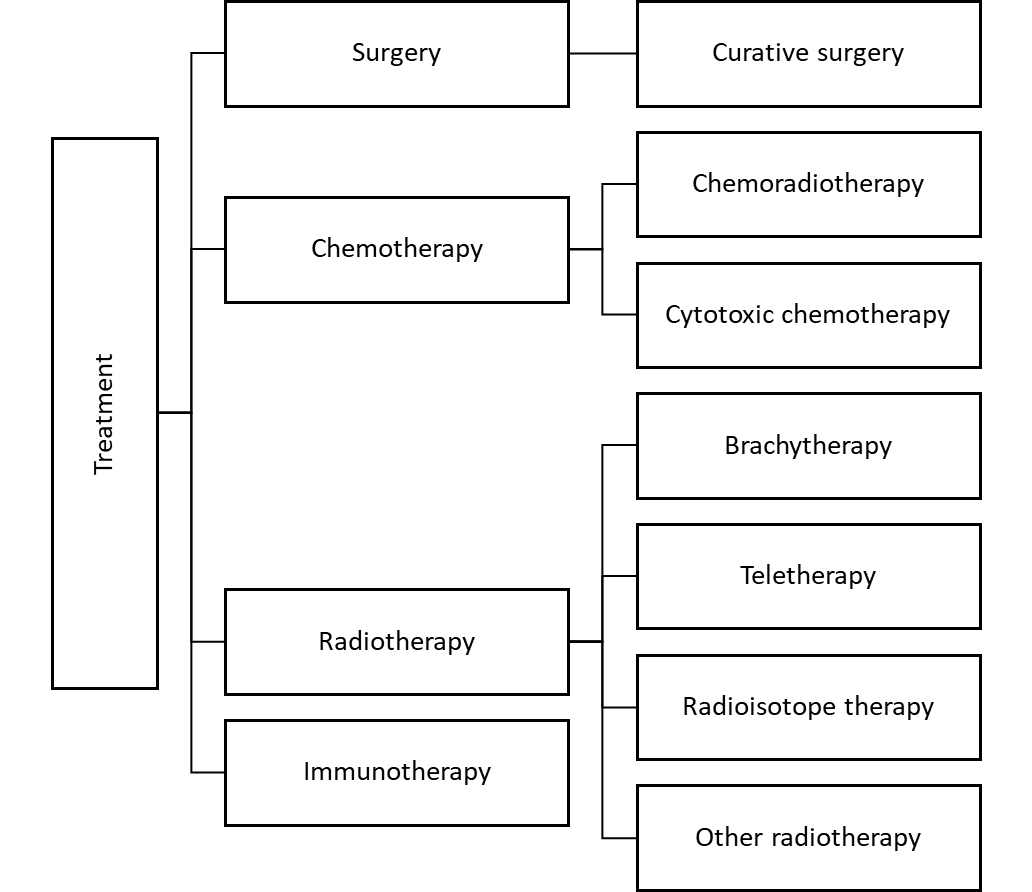 Treatment
Surgery
Curative surgery
Chemotherapy
Chemoradiotherapy
Cytotoxic chemotherapy
Radiotherapy
Brachytherapy
Teletherapy
Radioisotope therapy
Other radiotherapy
Immunotherapy